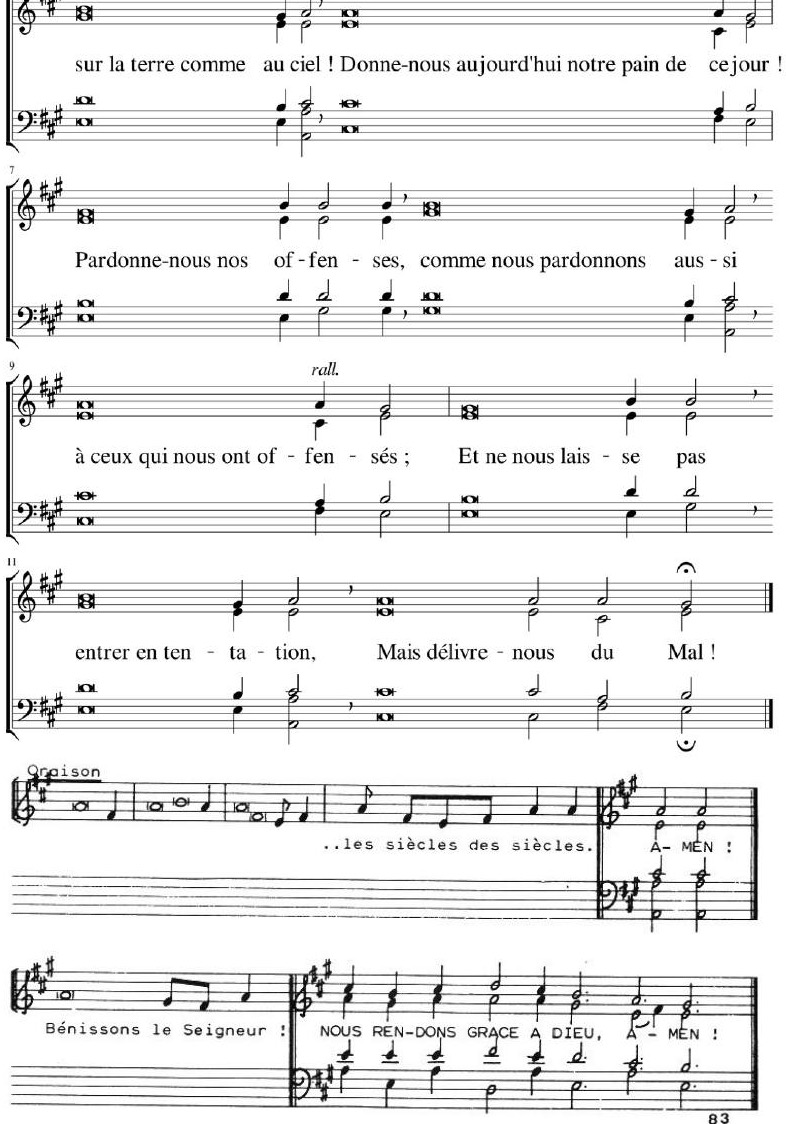 sur la terre comme au ciel ! Donne-nous aujourd'hui notre pain de ce jour !
7
Pardonne-nous nos of - fen - ses, comme nous pardonnons aus - si
9
rall.
à ceux qui nous ont of - fen - sés ; Et ne nous lais - se pas
11
entrer en ten - ta - tion, Mais délivre - nous du Mal !
Oraison
..les siècles des siècles. A- MEN !
Bénissons le Seigneur ! NOUS REN-DONS GRACE A DIEU, A - MEN !
83